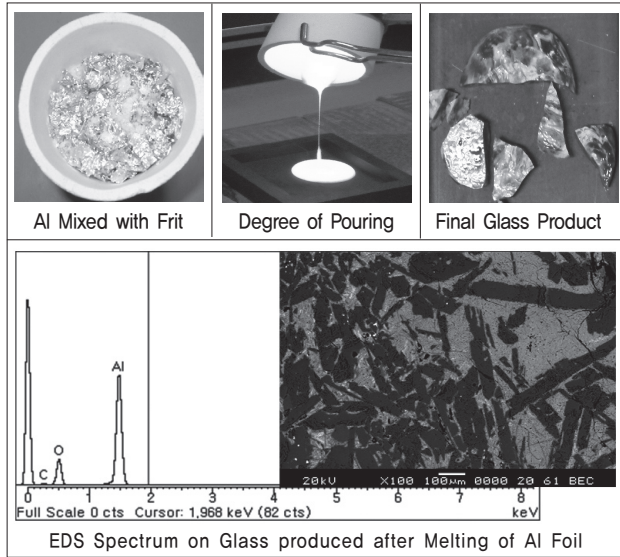 Al Mixed with Frit
Degree of Pouring
Final Glass Product
Al
O
C
0 1 2 3 4 5 6 7 8
Full Scale 0 cts Cursor: 1,968 keV (82 cts) keV
20kV X100 100μm 0000 20 61 BEC
EDS Spectrum on Glass produced after Melting of Al Foil